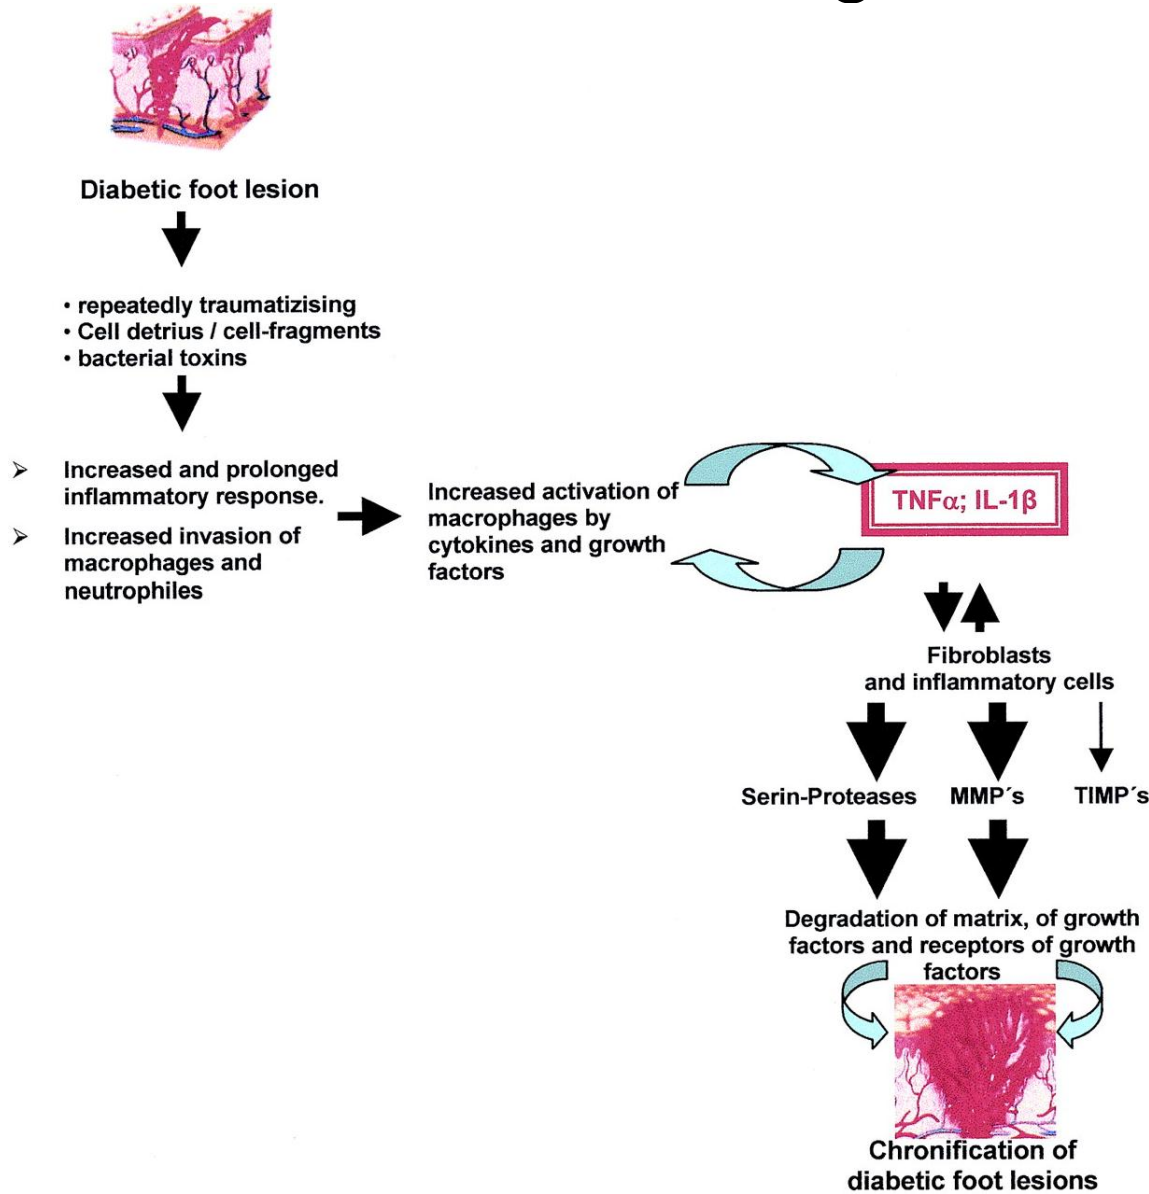 Diabetic foot lesion
• repeatedly traumatizising
• Cell detrius / cell-fragments
• bacterial toxins
➢ Increased and prolonged
inflammatory response.
➢ Increased invasion of
macrophages and
neutrophiles
Increased activation of
macrophages by
cytokines and growth
factors
TNFα; IL-1β
Fibroblasts
and inflammatory cells
Serin-Proteases MMP´s TIMP´s
Degradation of matrix, of growth
factors and receptors of growth
factors
Chronification of
diabetic foot lesions